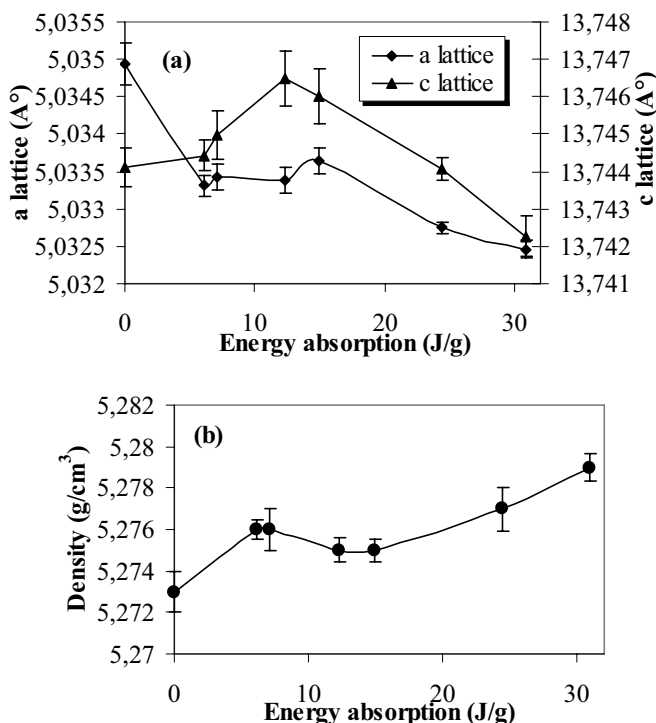 (a)
a lattice
c lattice
5,0355
5,035
5,0345
5,034
5,0335
5,033
5,0325
5,032
a lattice (A°)
13,748
13,747
13,746
13,745
13,744
13,743
13,742
13,741
c lattice (A°)
0 10 20 30
Energy absorption (J/g)
(b)
5,282
5,28
5,278
5,276
5,274
5,272
5,27
Density (g/cm³)
0 10 20 30
Energy absorption (J/g)